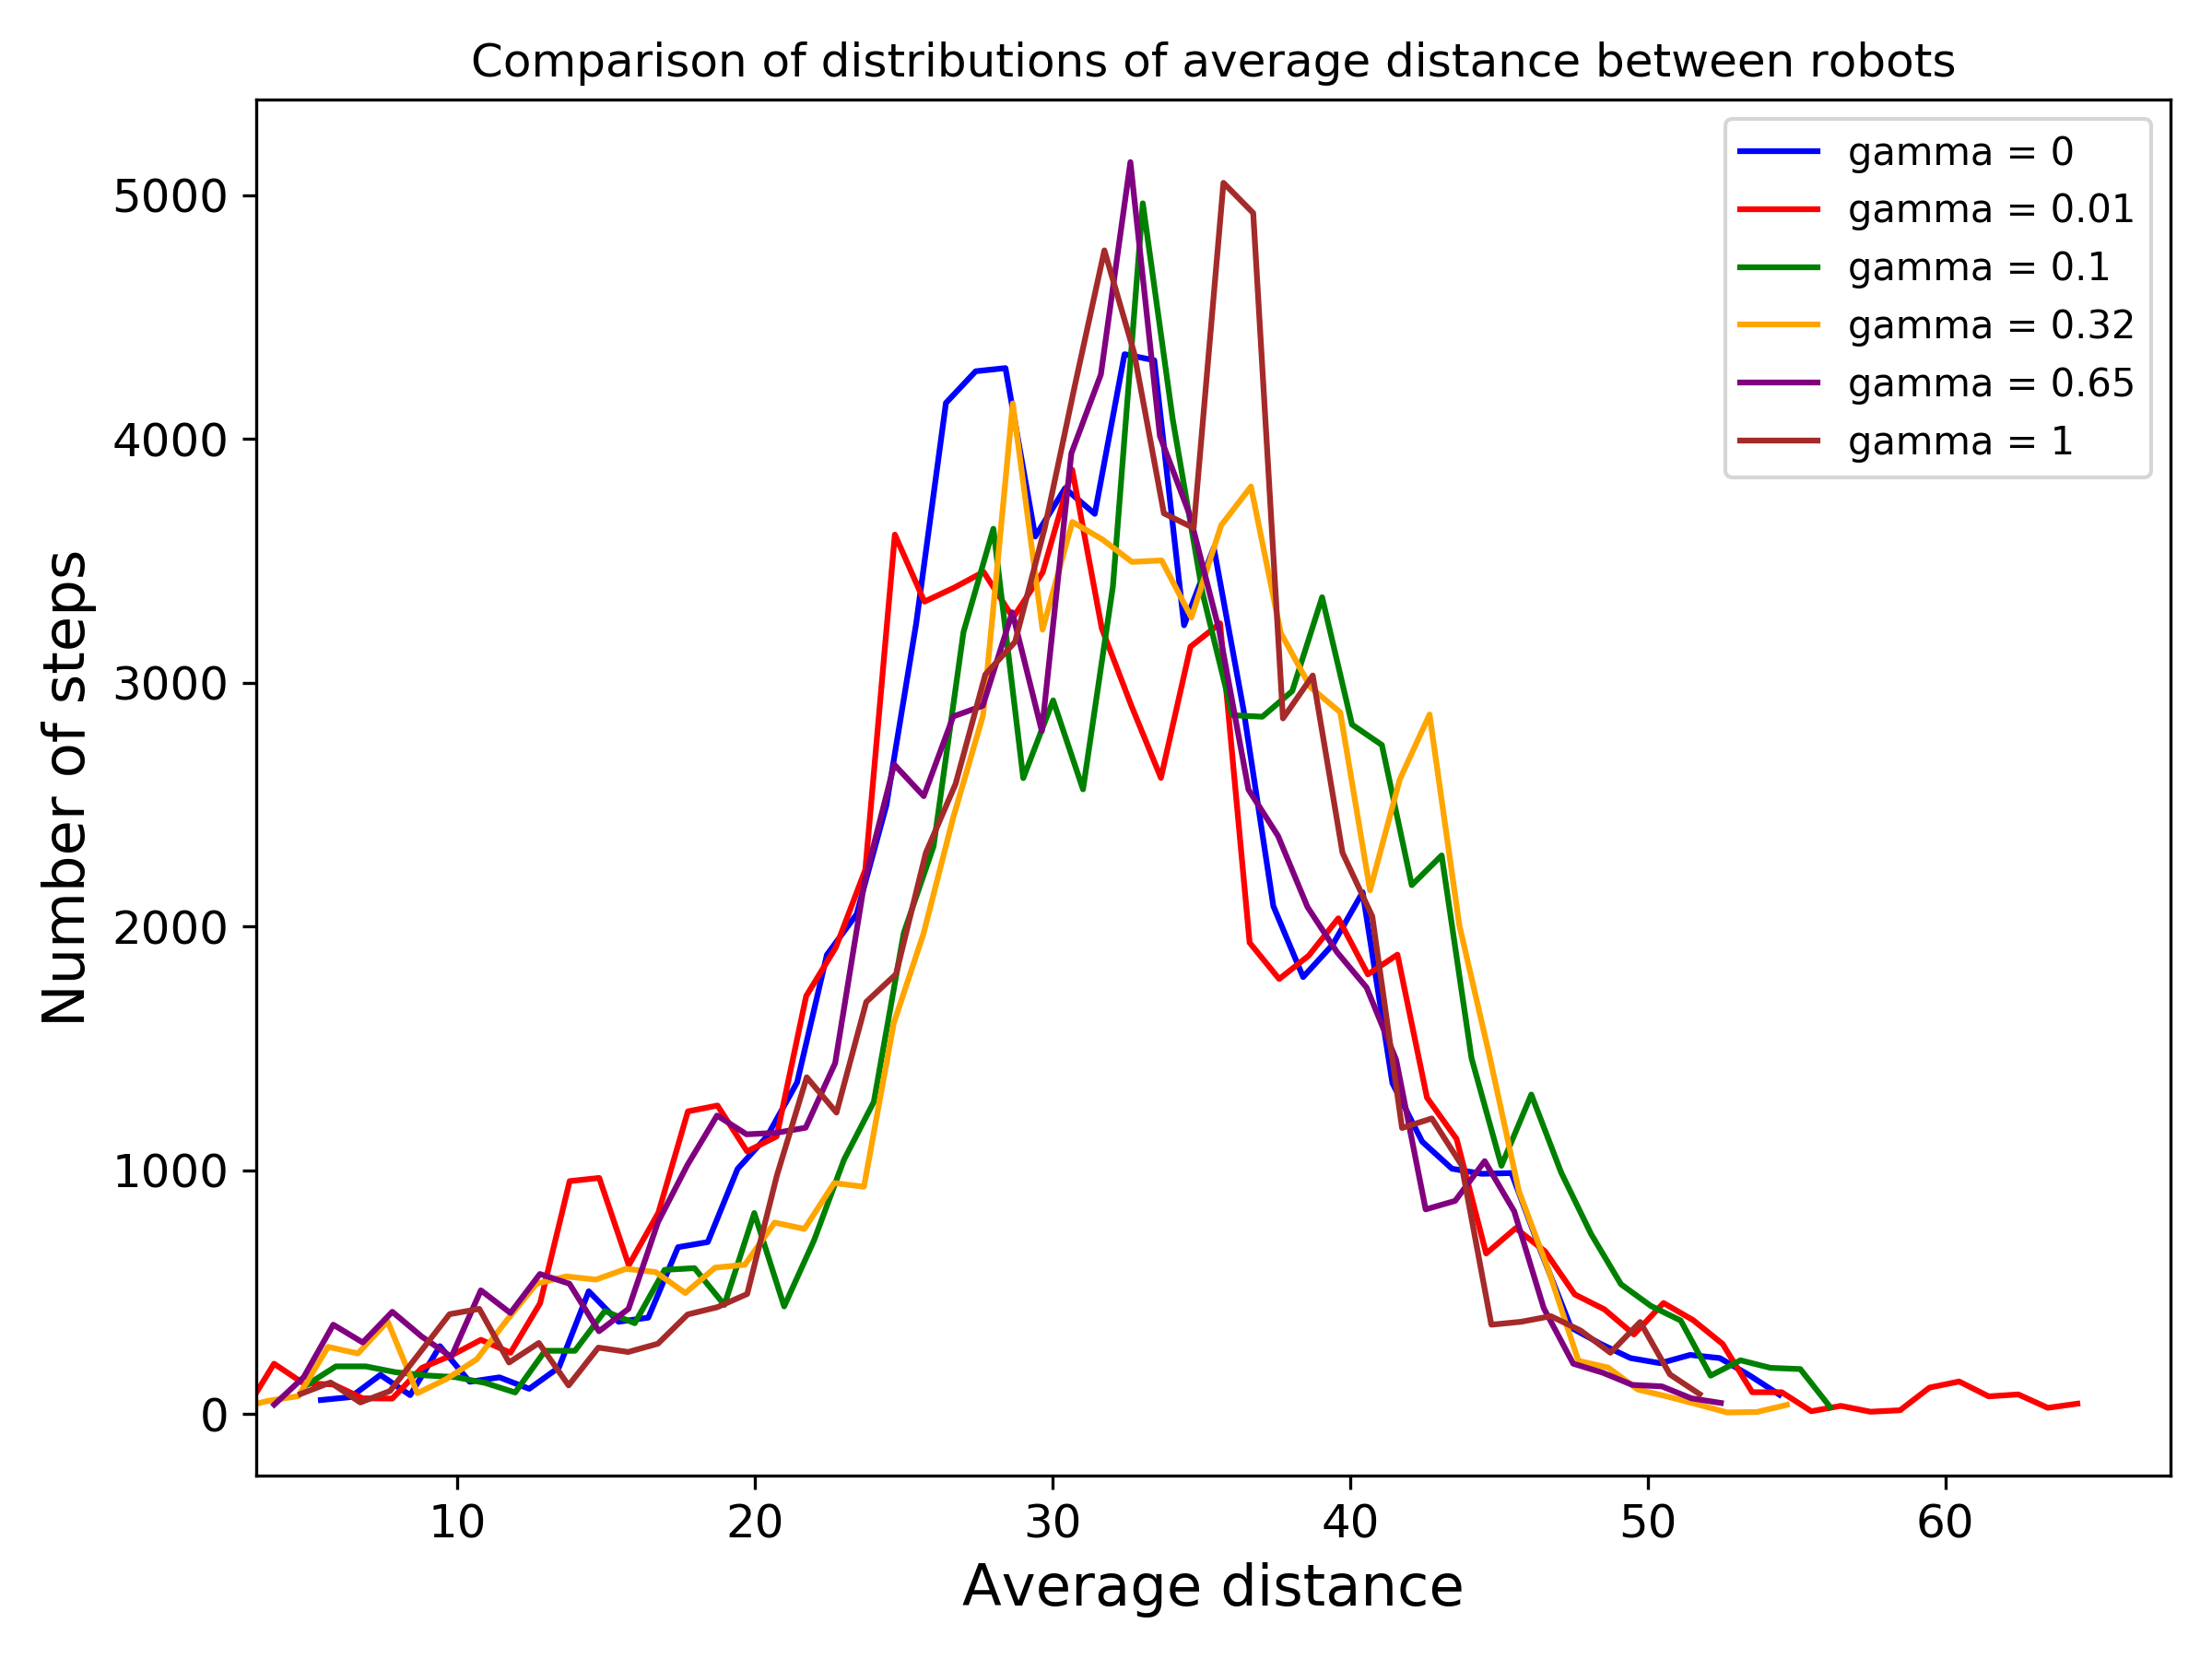 Comparison of distributions of average distance between robots
gamma = 0
gamma = 0.01
gamma = 0.1
gamma = 0.32
gamma = 0.65
gamma = 1
Number of steps
5000
4000
3000
2000
1000
0
10 20 30 40 50 60
Average distance